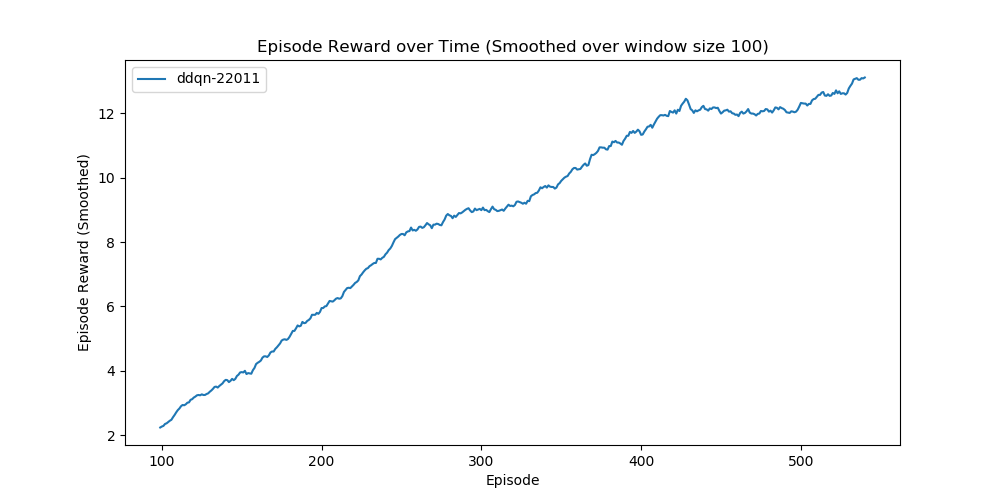 Episode Reward over Time (Smoothed over window size 100)
ddqn-22011
Episode Reward (Smoothed)
12
10
8
6
4
2
100 200 300 400 500
Episode